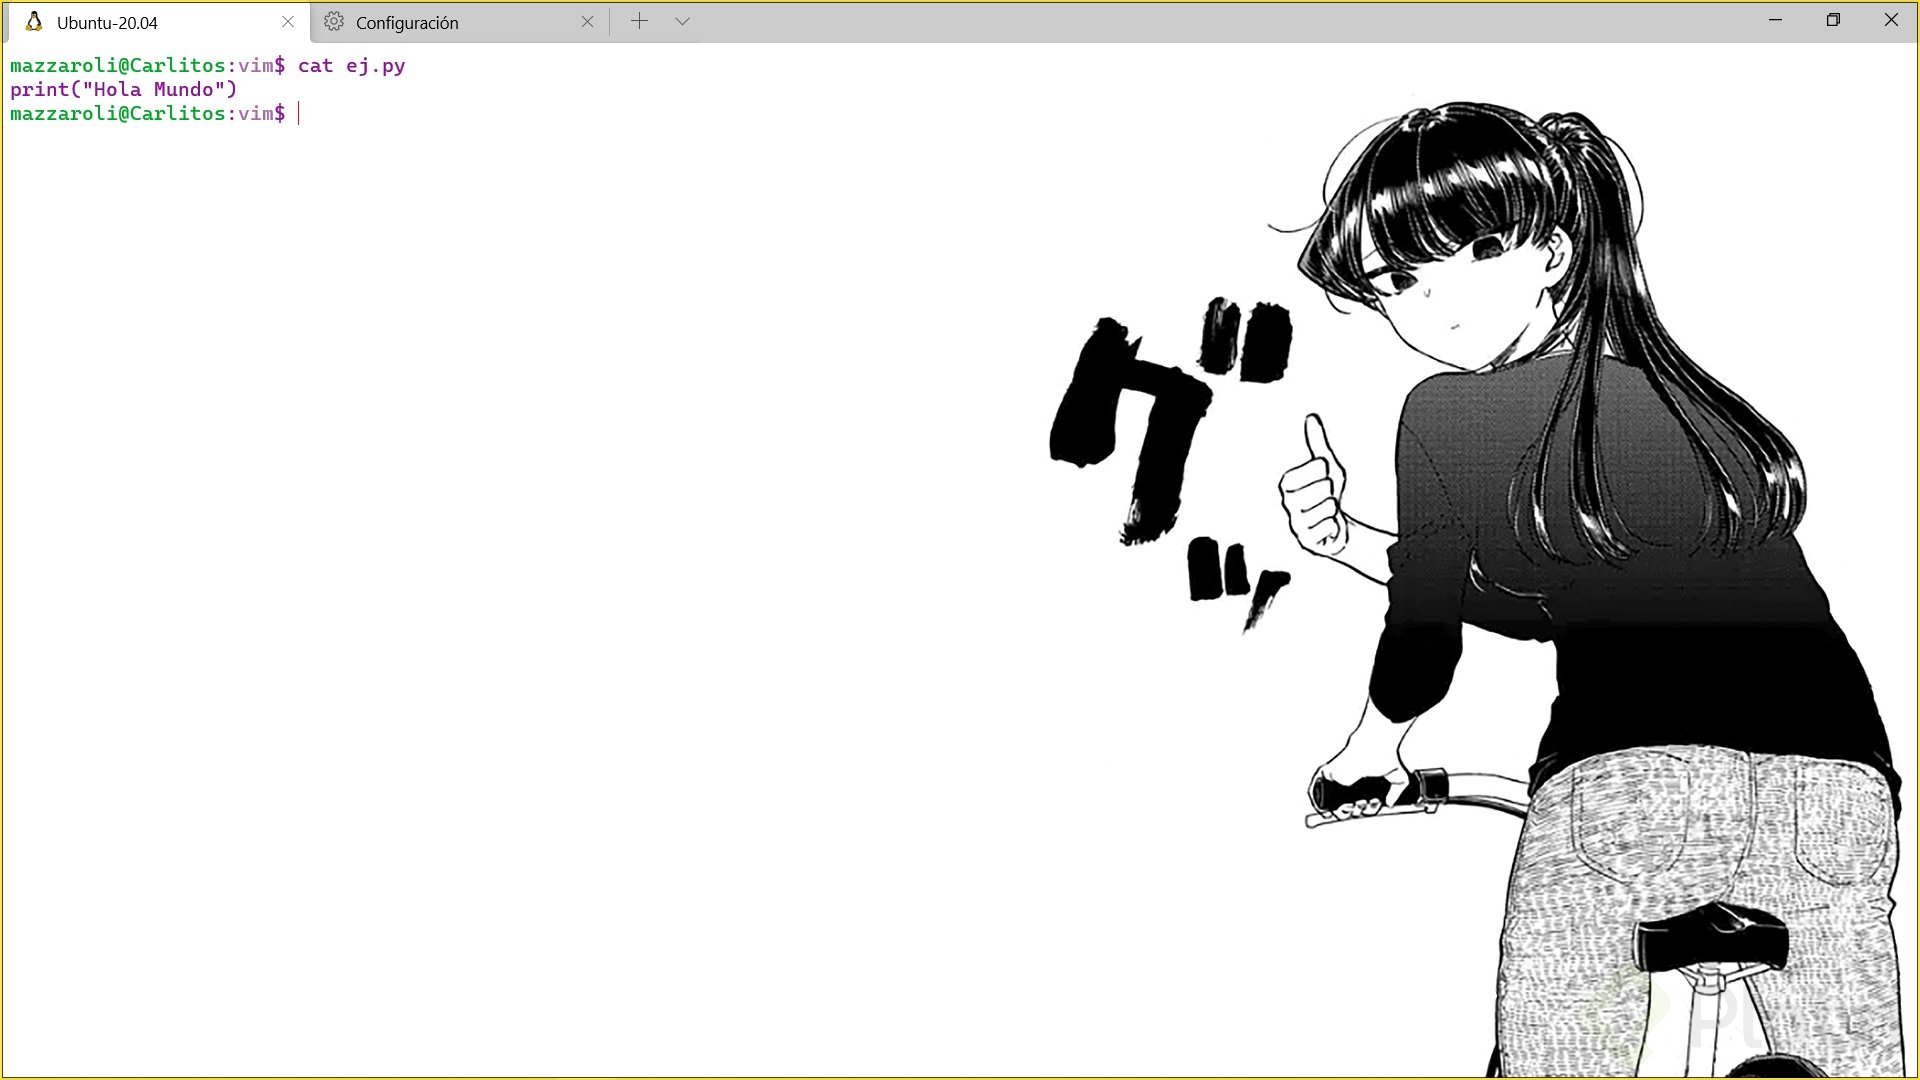 Ubuntu-20.04
Configuración
mazzaroli@Carlitos:vim$ cat ej.py
print("Hola Mundo")
mazzaroli@Carlitos:vim$
グッ